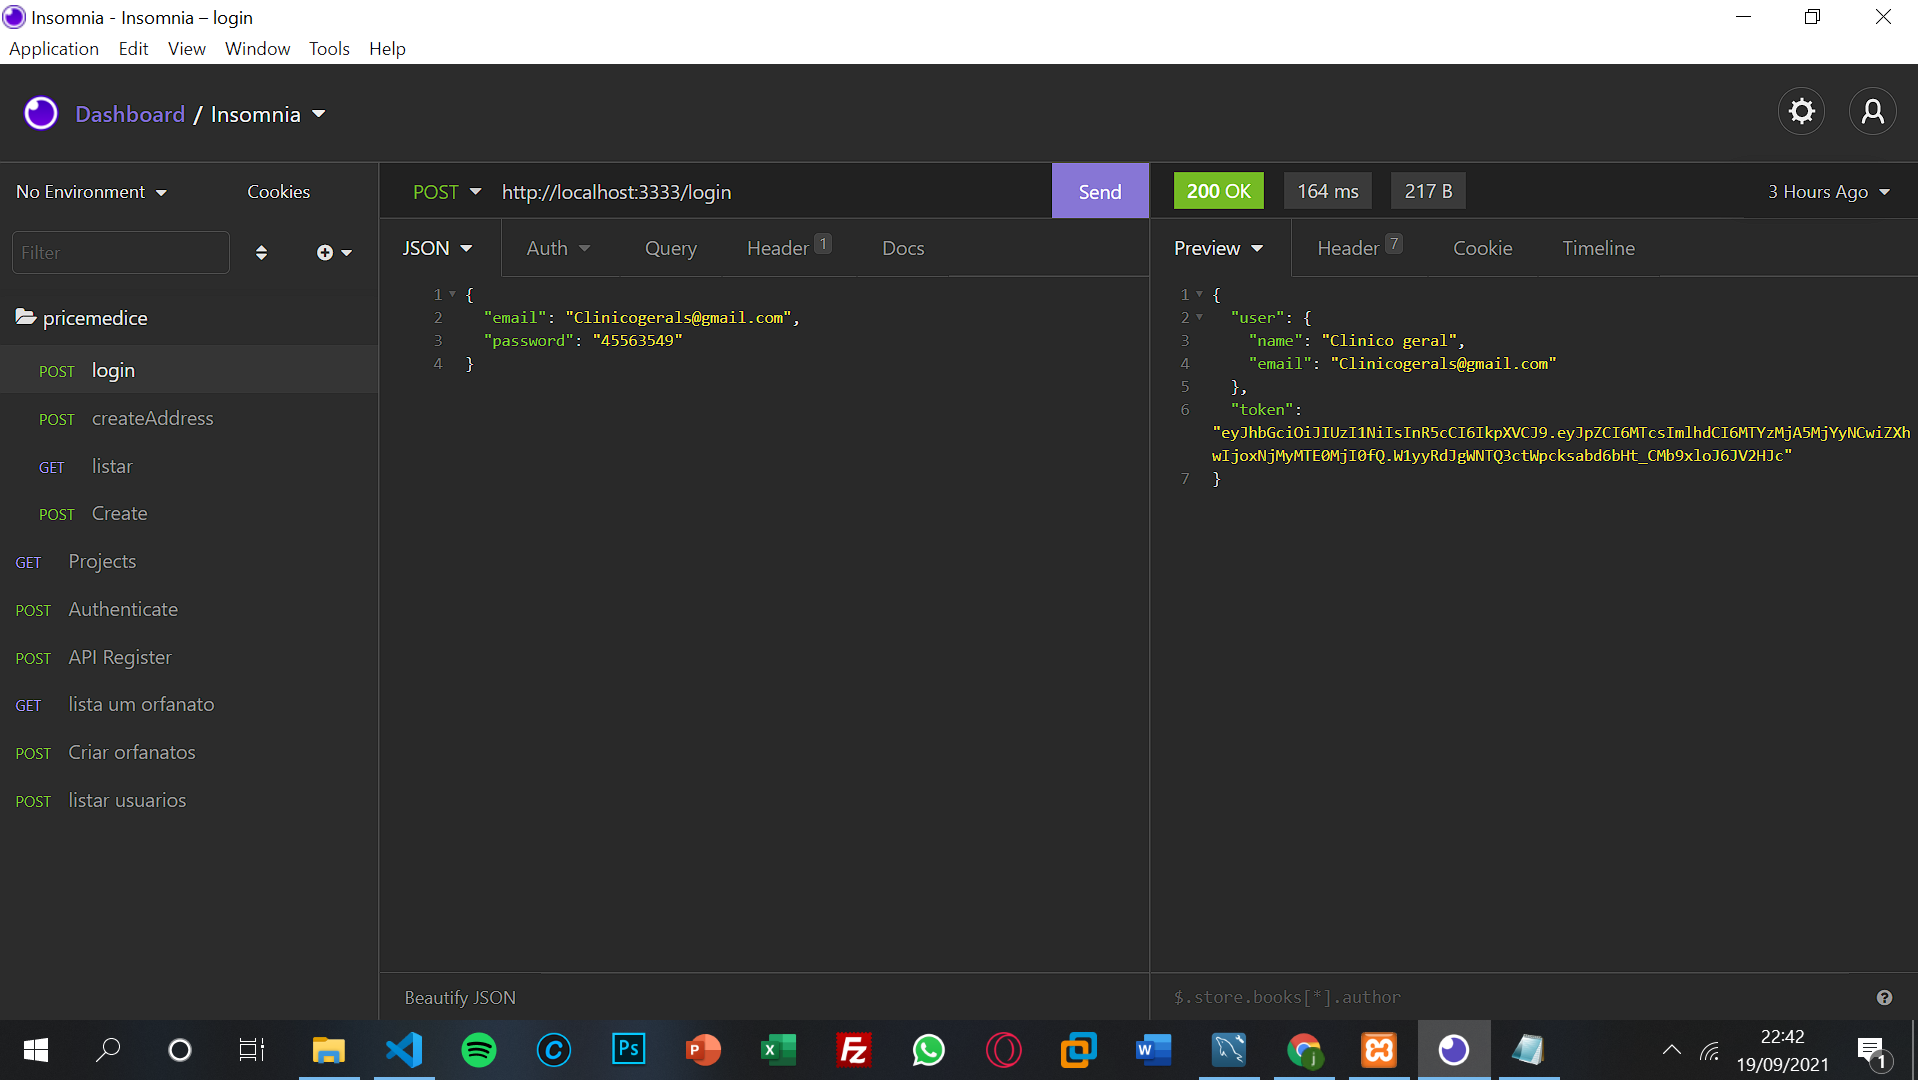 Insomnia - Insomnia – login
Application Edit View Window Tools Help
Dashboard / Insomnia
No Environment Cookies
POST http://localhost:3333/login Send
200 OK 164 ms 217 B 3 Hours Ago
Filter
JSON Auth Query Header 1 Docs
Preview Header 7 Cookie Timeline
pricemedice
POST login
POST createAddress
GET listar
POST Create
GET Projects
POST Authenticate
POST API Register
GET lista um orfanato
POST Criar orfanatos
POST listar usuarios
1 {
2 "email": "Clinicogerals@gmail.com",
3 "password": "45563549"
4 }
Beautify JSON
1 {
2 "user": {
3 "name": "Clinico geral",
4 "email": "Clinicogerals@gmail.com"
5 },
6 "token":
"eyJhbGciOiJIUzI1NiIsInR5cCI6IkpXVCJ9.eyJpZCI6MTcsImlhdCI6MTYzMjA5MjYyNCwiZXh
wIjoxNjMyMTE0MjI0fQ.W1yyRdJgWNTQ3ctWpcksabd6bHt_CMb9xloJ6JV2HJc"
7 }
$.store.books[*].author
C Ps P X Fz W j
22:42
19/09/2021
1